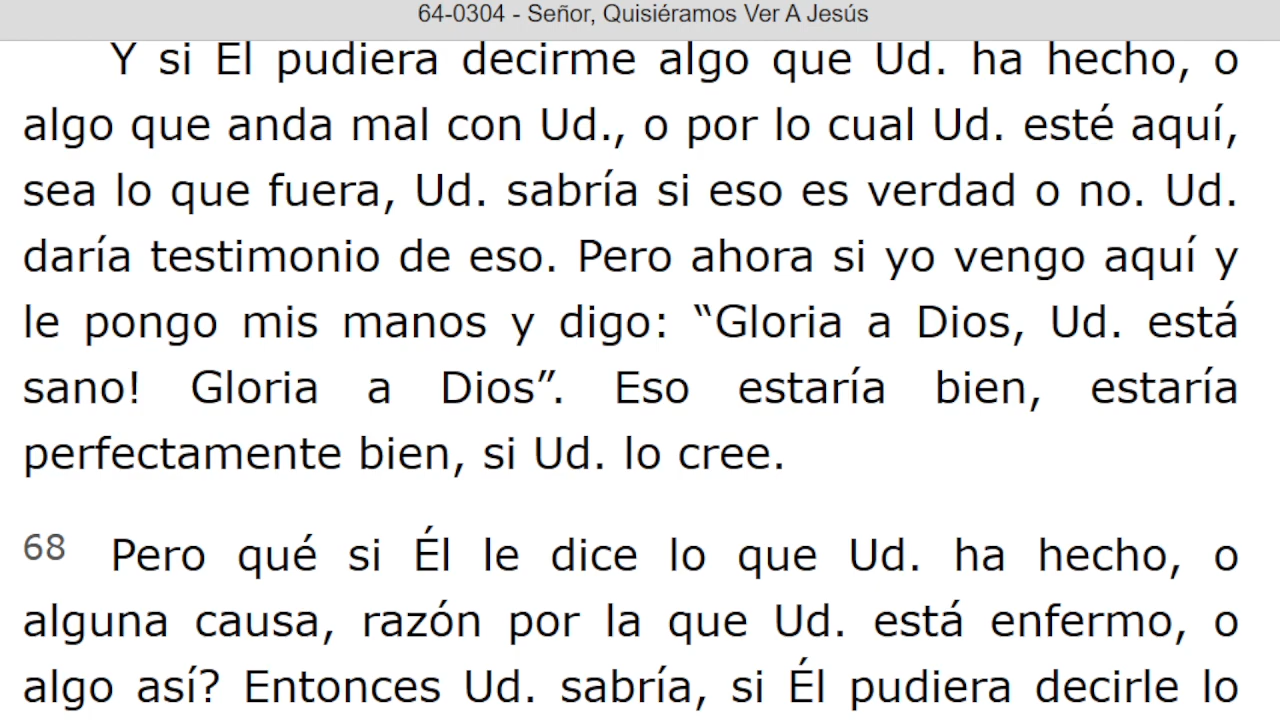 64-0304 - Señor, Quisiéramos Ver A Jesús
Y si Él pudiera decirme algo que Ud. ha hecho, o
algo que anda mal con Ud., o por lo cual Ud. esté aquí,
sea lo que fuera, Ud. sabría si eso es verdad o no. Ud.
daría testimonio de eso. Pero ahora si yo vengo aquí y
le pongo mis manos y digo: “Gloria a Dios, Ud. está
sano! Gloria a Dios”. Eso estaría bien, estaría
perfectamente bien, si Ud. lo cree.
68 Pero qué si Él le dice lo que Ud. ha hecho, o
alguna causa, razón por la que Ud. está enfermo, o
algo así? Entonces Ud. sabría, si Él pudiera decirle lo